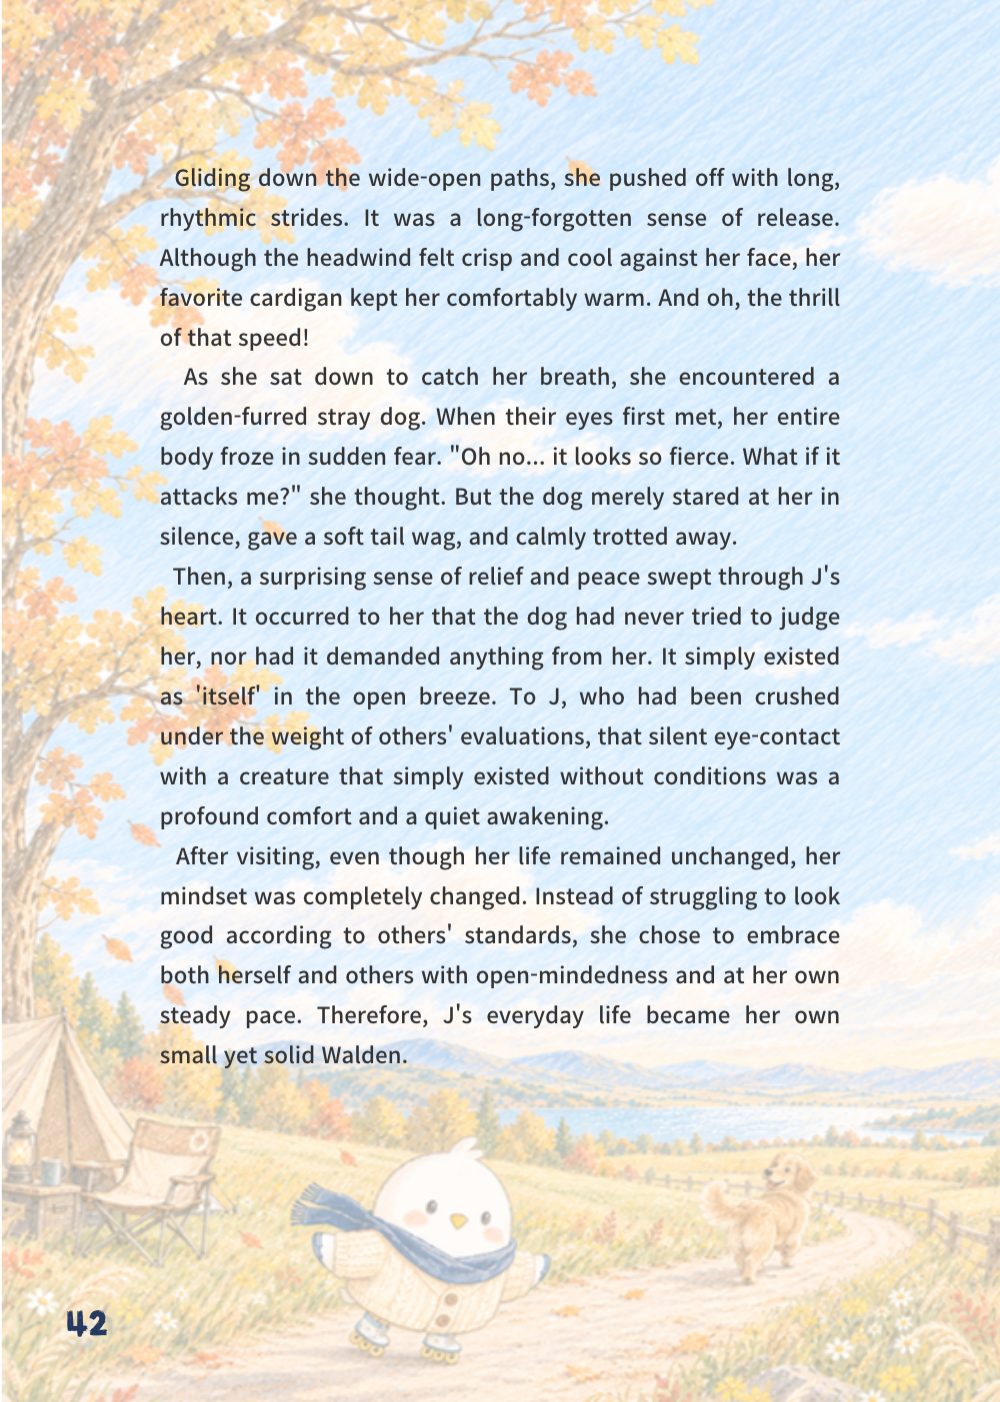 Gliding down the wide-open paths, she pushed off with long,
rhythmic strides. It was a long-forgotten sense of release.
Although the headwind felt crisp and cool against her face, her
favorite cardigan kept her comfortably warm. And oh, the thrill
of that speed!
As she sat down to catch her breath, she encountered a
golden-furred stray dog. When their eyes first met, her entire
body froze in sudden fear. "Oh no... it looks so fierce. What if it
attacks me?" she thought. But the dog merely stared at her in
silence, gave a soft tail wag, and calmly trotted away.
Then, a surprising sense of relief and peace swept through J's
heart. It occurred to her that the dog had never tried to judge
her, nor had it demanded anything from her. It simply existed
as 'itself' in the open breeze. To J, who had been crushed
under the weight of others' evaluations, that silent eye-contact
with a creature that simply existed without conditions was a
profound comfort and a quiet awakening.
After visiting, even though her life remained unchanged, her
mindset was completely changed. Instead of struggling to look
good according to others' standards, she chose to embrace
both herself and others with open-mindedness and at her own
steady pace. Therefore, J's everyday life became her own
small yet solid Walden.
42